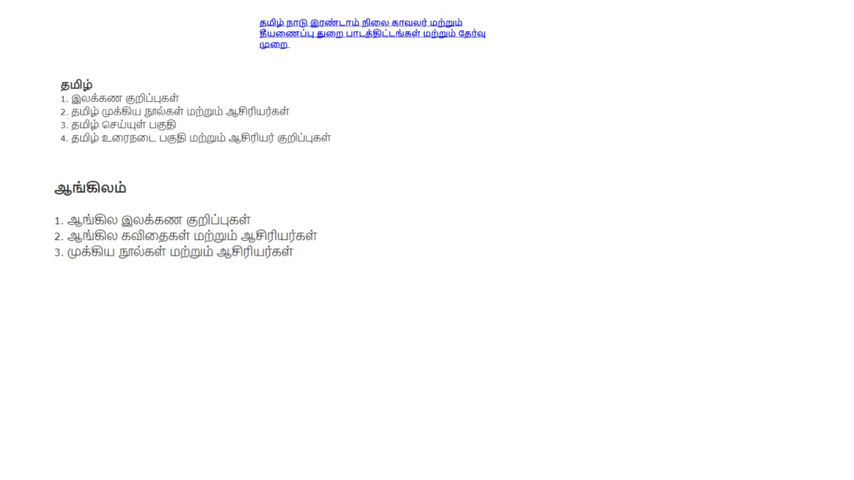 தமிழ் நாடு இரண்டாம் நிலை காவலர் மற்றும்
தீயணைப்பு துறை பாடத்திட்டங்கள் மற்றும் தேர்வு
முறை
தமிழ்
1. இலக்கண குறிப்புகள்
2. தமிழ் முக்கிய நூல்கள் மற்றும் ஆசிரியர்கள்
3. தமிழ் செய்யுள் பகுதி
4. தமிழ் உரைநடை பகுதி மற்றும் ஆசிரியர் குறிப்புகள்
ஆங்கிலம்
1. ஆங்கில இலக்கண குறிப்புகள்
2. ஆங்கில கவிதைகள் மற்றும் ஆசிரியர்கள்
3. முக்கிய நூல்கள் மற்றும் ஆசிரியர்கள்